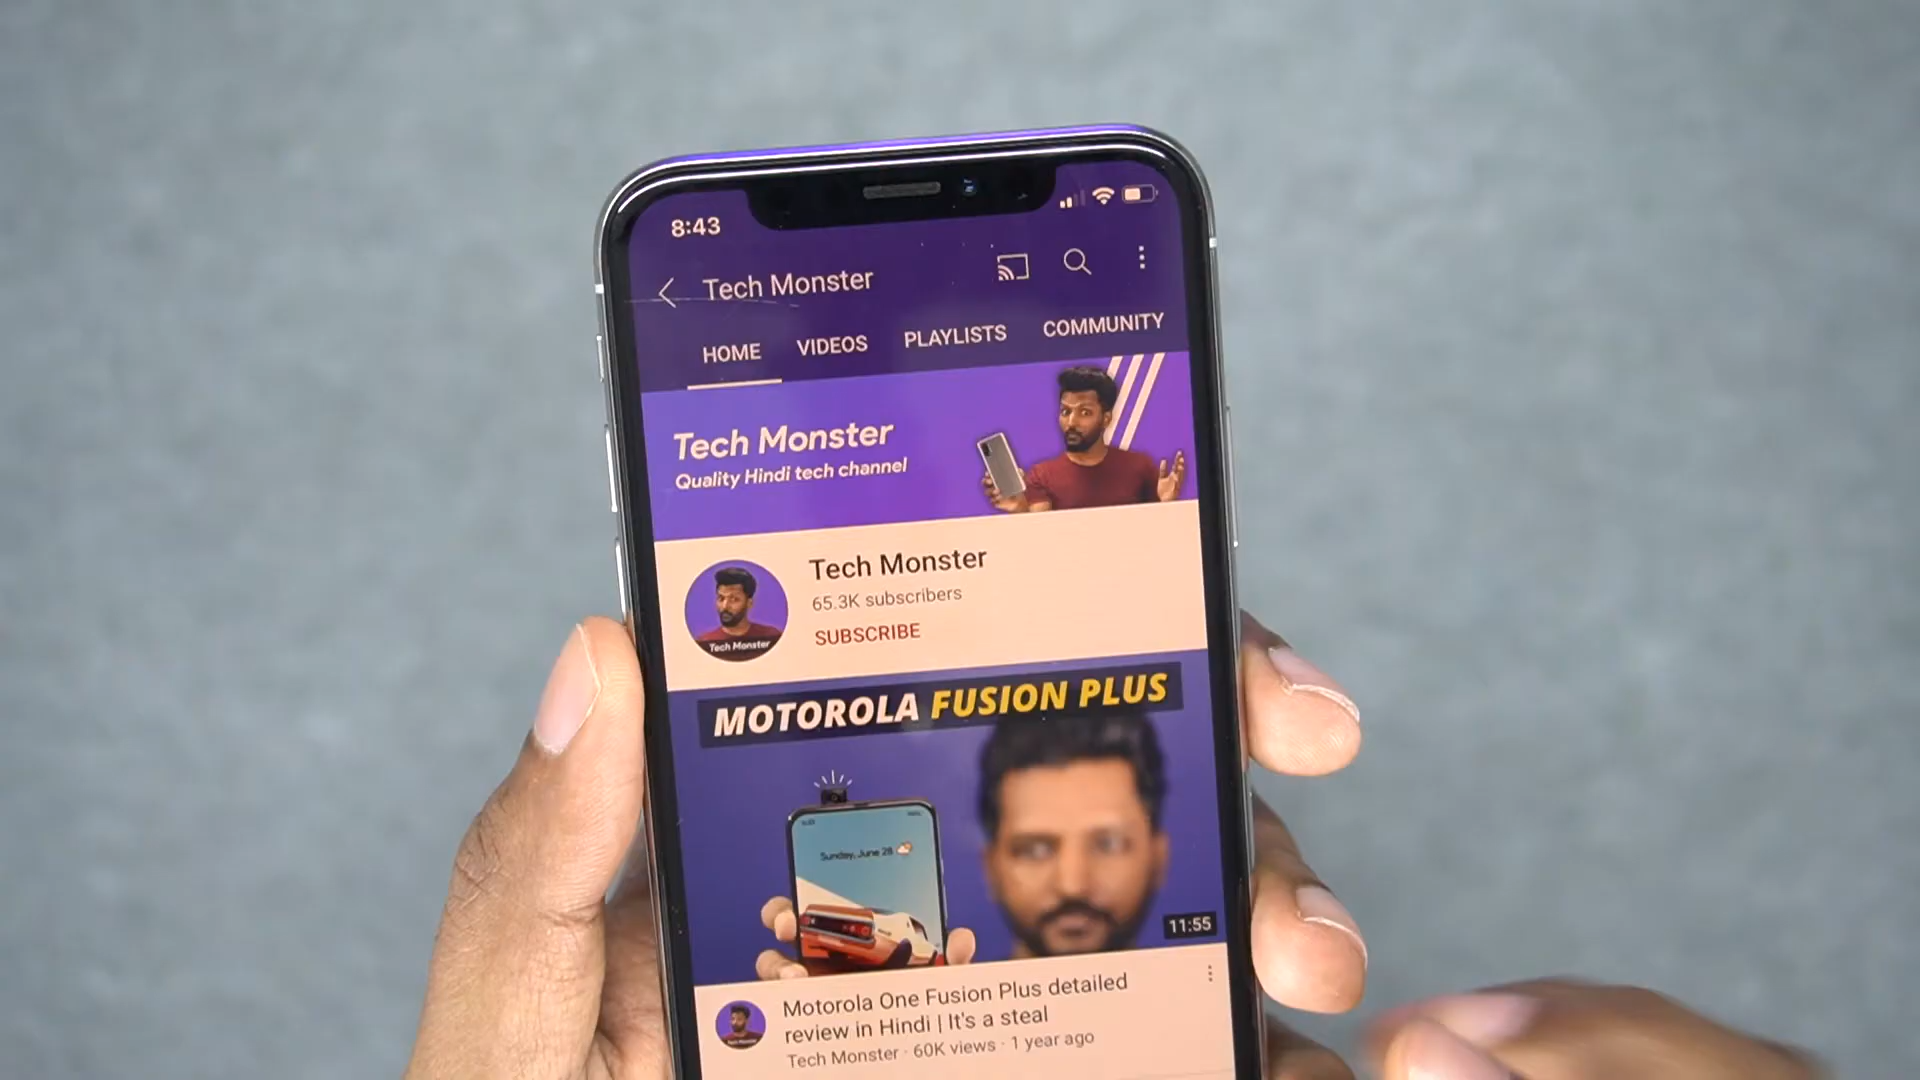 8:43
Tech Monster
HOME VIDEOS PLAYLISTS COMMUNITY
Tech Monster
Quality Hindi tech channel
Tech Monster
65.3K subscribers
SUBSCRIBE
Tech Monster
MOTOROLA FUSION PLUS
Sunday, June 28
11:55
Motorola One Fusion Plus detailed
review in Hindi | It's a steal
Tech Monster · 60K views · 1 year ago